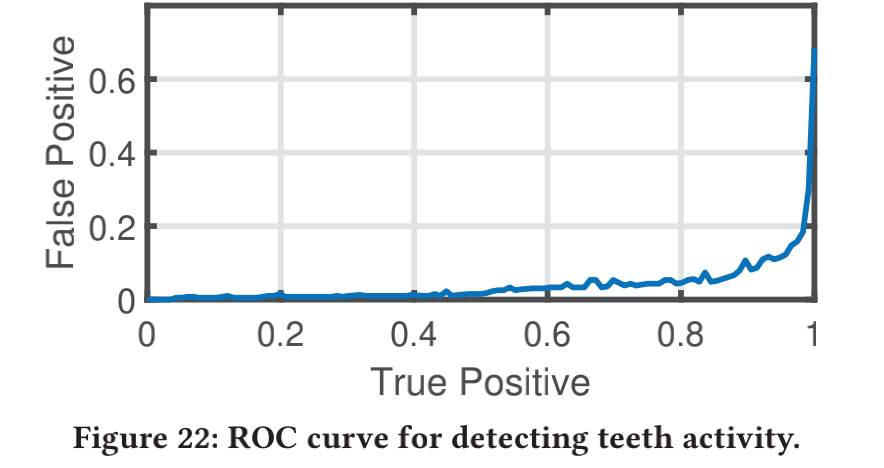 False Positive
0.6
0.4
0.2
0
0 0.2 0.4 0.6 0.8 1
True Positive
Figure 22: ROC curve for detecting teeth activity.